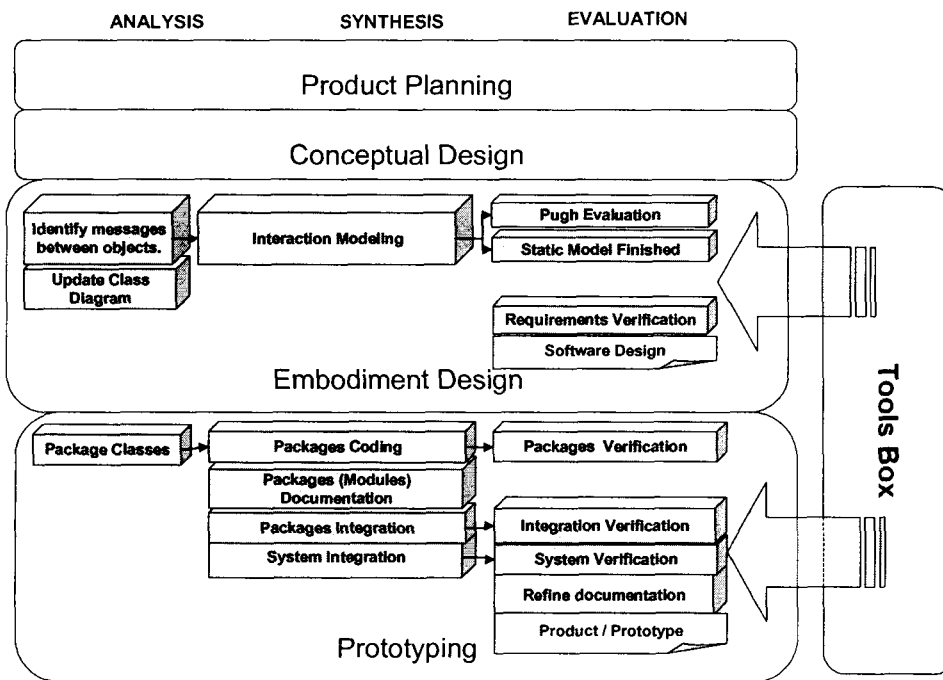 ANALYSIS
SYNTHESIS
EVALUATION
Product Planning
Conceptual Design
Identify messages
between objects.
Update Class
Diagram
Interaction Modeling
Pugh Evaluation
Static Model Finished
Requirements Verification
Software Design
Embodiment Design
Package Classes
Packages Coding
Packages (Modules)
Documentation
Packages Integration
System Integration
Packages Verification
Integration Verification
System Verification
Refine documentation
Product / Prototype
Prototyping
Tools Box